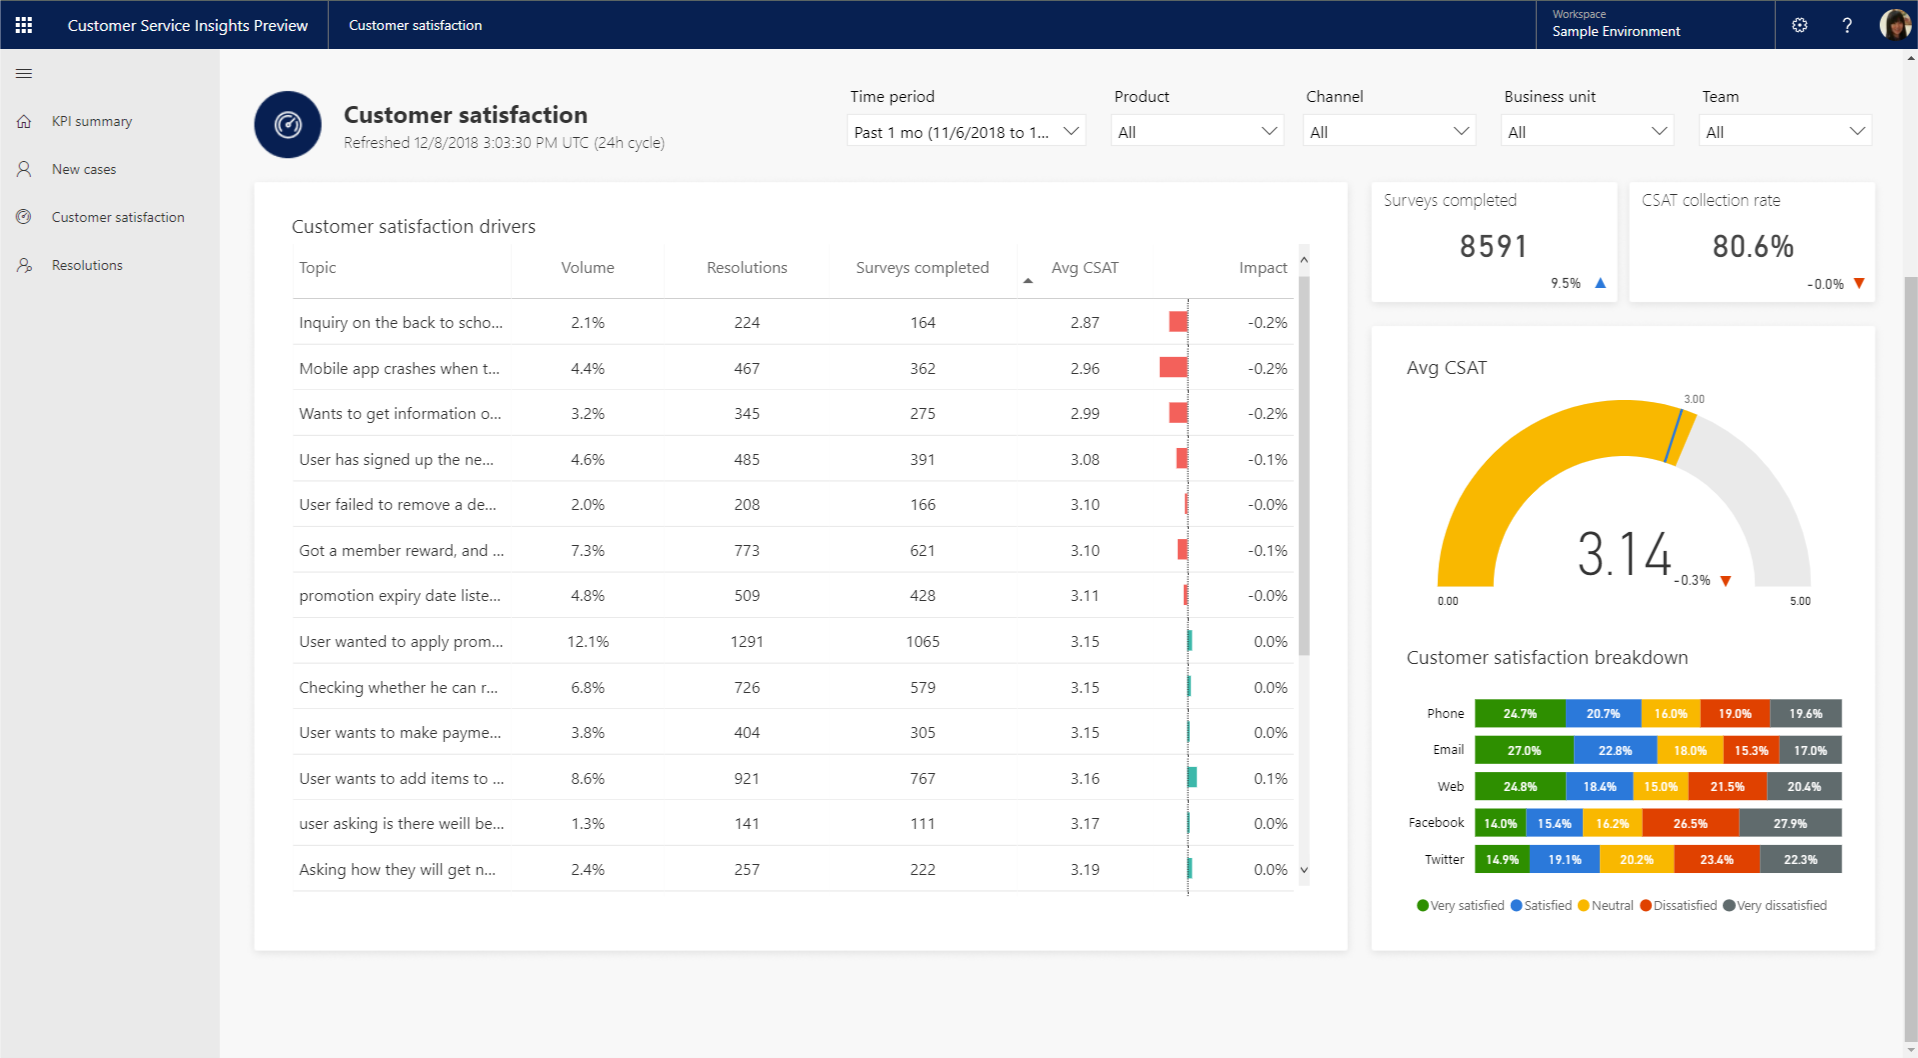 Customer Service Insights Preview
Customer satisfaction
Workspace
Sample Environment
?
KPI summary
New cases
Customer satisfaction
Resolutions
Customer satisfaction
Refreshed 12/8/2018 3:03:30 PM UTC (24h cycle)
Time period
Past 1 mo (11/6/2018 to 1...
Product
All
Channel
All
Business unit
All
Team
All
Customer satisfaction drivers
Topic Volume Resolutions Surveys completed Avg CSAT Impact
Inquiry on the back to scho... 2.1% 224 164 2.87 -0.2%
Mobile app crashes when t... 4.4% 467 362 2.96 -0.2%
Wants to get information o... 3.2% 345 275 2.99 -0.2%
User has signed up the ne... 4.6% 485 391 3.08 -0.1%
User failed to remove a de... 2.0% 208 166 3.10 -0.0%
Got a member reward, and ... 7.3% 773 621 3.10 -0.1%
promotion expiry date liste... 4.8% 509 428 3.11 -0.0%
User wanted to apply prom... 12.1% 1291 1065 3.15 0.0%
Checking whether he can r... 6.8% 726 579 3.15 0.0%
User wants to make payme... 3.8% 404 305 3.15 0.0%
User wants to add items to ... 8.6% 921 767 3.16 0.1%
user asking is there weill be... 1.3% 141 111 3.17 0.0%
Asking how they will get n... 2.4% 257 222 3.19 0.0%
Surveys completed
8591
9.5%
CSAT collection rate
80.6%
-0.0%
Avg CSAT
3.00
3.14
-0.3%
0.00 5.00
Customer satisfaction breakdown
Phone 24.7% 20.7% 16.0% 19.0% 19.6%
Email 27.0% 22.8% 18.0% 15.3% 17.0%
Web 24.8% 18.4% 15.0% 21.5% 20.4%
Facebook 14.0% 15.4% 16.2% 26.5% 27.9%
Twitter 14.9% 19.1% 20.2% 23.4% 22.3%
Very satisfied Satisfied Neutral Dissatisfied Very dissatisfied